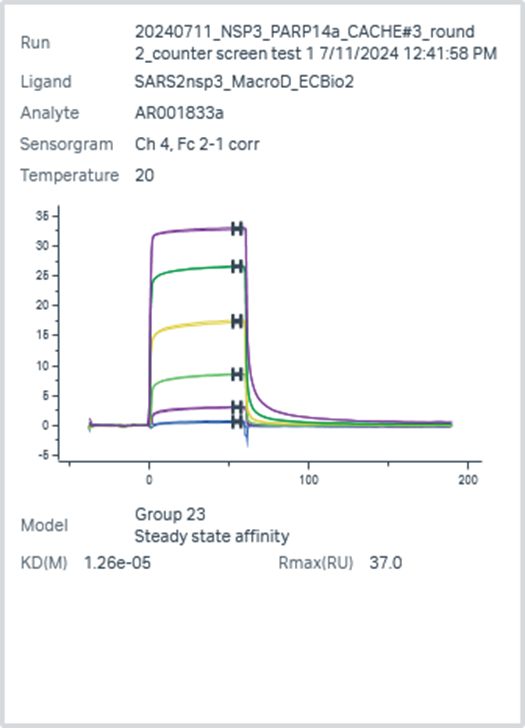 Run 20240711_NSP3_PARP14a_CACHE#3_round
2_counter screen test 1 7/11/2024 12:41:58 PM
Ligand SARS2nsp3_MacroD_ECBio2
Analyte AR001833a
Sensorgram Ch 4, Fc 2-1 corr
Temperature 20
35
30
25
20
15
10
5
0
-5
0 100 200
Model Group 23
Steady state affinity
KD(M) 1.26e-05 Rmax(RU) 37.0